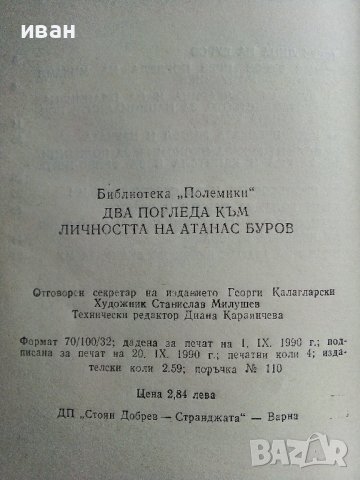 иван
Библиотека „Полемики“
ДВА ПОГЛЕДА КЪМ
ЛИЧНОСТТА НА АТАНАС БУРОВ
Отговорен секретар на изданието Георги Калагларски
Художник Станислав Милушев
Технически редактор Диана Караничева
Формат 70/100/32; дадена за печат на 1. IX. 1990 г.; под-
писана за печат на 20. IX. 1990 г.; печатни коли 4; изда-
телски коли 2.59; поръчка № 110
Цена 2,84 лева
ДП „Стоян Добрев — Странджата“ — Варна
BAZAR